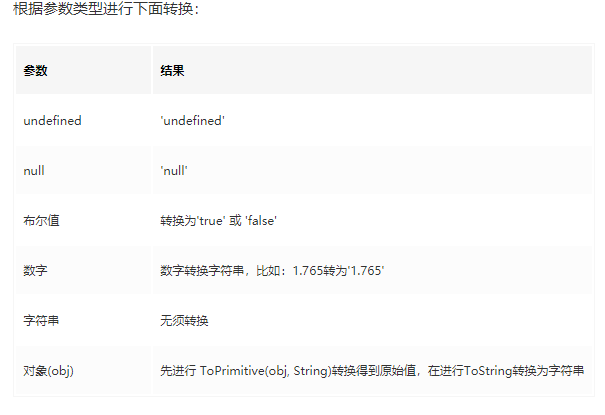 根据参数类型进行下面转换：
参数 结果
undefined 'undefined'
null 'null'
布尔值 转换为'true' 或 'false'
数字 数字转换字符串，比如：1.765转为'1.765'
字符串 无须转换
对象(obj) 先进行 ToPrimitive(obj, String)转换得到原始值，在进行ToString转换为字符串